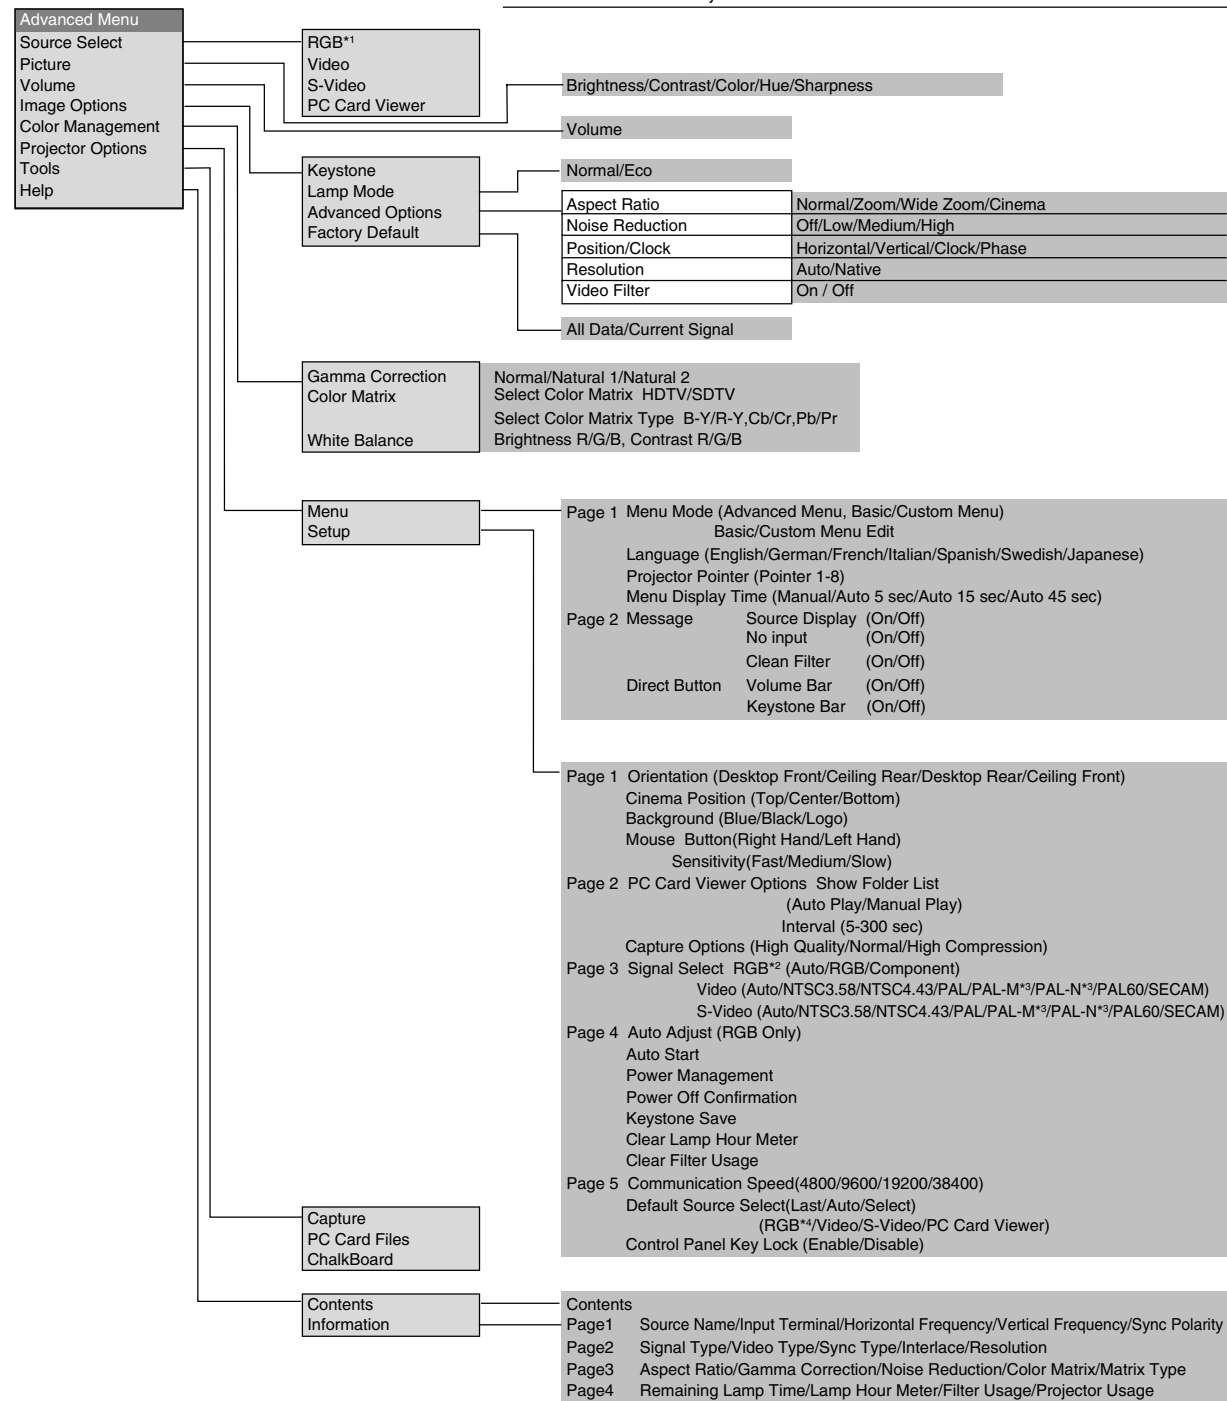 Advanced Menu
Source Select
Picture
Volume
Image Options
Color Management
Projector Options
Tools
Help
RGB*1
Video
S-Video
PC Card Viewer
Brightness/Contrast/Color/Hue/Sharpness
Volume
Keystone
Lamp Mode
Advanced Options
Factory Default
Normal/Eco
Aspect Ratio Normal/Zoom/Wide Zoom/Cinema
Noise Reduction Off/Low/Medium/High
Position/Clock Horizontal/Vertical/Clock/Phase
Resolution Auto/Native
Video Filter On / Off
All Data/Current Signal
Gamma Correction Normal/Natural 1/Natural 2
Color Matrix Select Color Matrix HDTV/SDTV
Select Color Matrix Type B-Y/R-Y,Cb/Cr,Pb/Pr
White Balance Brightness R/G/B, Contrast R/G/B
Menu
Setup
Page 1 Menu Mode (Advanced Menu, Basic/Custom Menu)
Basic/Custom Menu Edit
Language (English/German/French/Italian/Spanish/Swedish/Japanese)
Projector Pointer (Pointer 1-8)
Menu Display Time (Manual/Auto 5 sec/Auto 15 sec/Auto 45 sec)
Page 2 Message Source Display (On/Off)
No input (On/Off)
Clean Filter (On/Off)
Direct Button Volume Bar (On/Off)
Keystone Bar (On/Off)
Page 1 Orientation (Desktop Front/Ceiling Rear/Desktop Rear/Ceiling Front)
Cinema Position (Top/Center/Bottom)
Background (Blue/Black/Logo)
Mouse Button(Right Hand/Left Hand)
Sensitivity(Fast/Medium/Slow)
Page 2 PC Card Viewer Options Show Folder List
(Auto Play/Manual Play)
Interval (5-300 sec)
Capture Options (High Quality/Normal/High Compression)
Page 3 Signal Select RGB*2 (Auto/RGB/Component)
Video (Auto/NTSC3.58/NTSC4.43/PAL/PAL-M*3/PAL-N*3/PAL60/SECAM)
S-Video (Auto/NTSC3.58/NTSC4.43/PAL/PAL-M*3/PAL-N*3/PAL60/SECAM)
Page 4 Auto Adjust (RGB Only)
Auto Start
Power Management
Power Off Confirmation
Keystone Save
Clear Lamp Hour Meter
Clear Filter Usage
Page 5 Communication Speed(4800/9600/19200/38400)
Default Source Select(Last/Auto/Select)
(RGB*4/Video/S-Video/PC Card Viewer)
Control Panel Key Lock (Enable/Disable)
Capture
PC Card Files
ChalkBoard
Contents
Information
Contents
Page1 Source Name/Input Terminal/Horizontal Frequency/Vertical Frequency/Sync Polarity
Page2 Signal Type/Video Type/Sync Type/Interlace/Resolution
Page3 Aspect Ratio/Gamma Correction/Noise Reduction/Color Matrix/Matrix Type
Page4 Remaining Lamp Time/Lamp Hour Meter/Filter Usage/Projector Usage